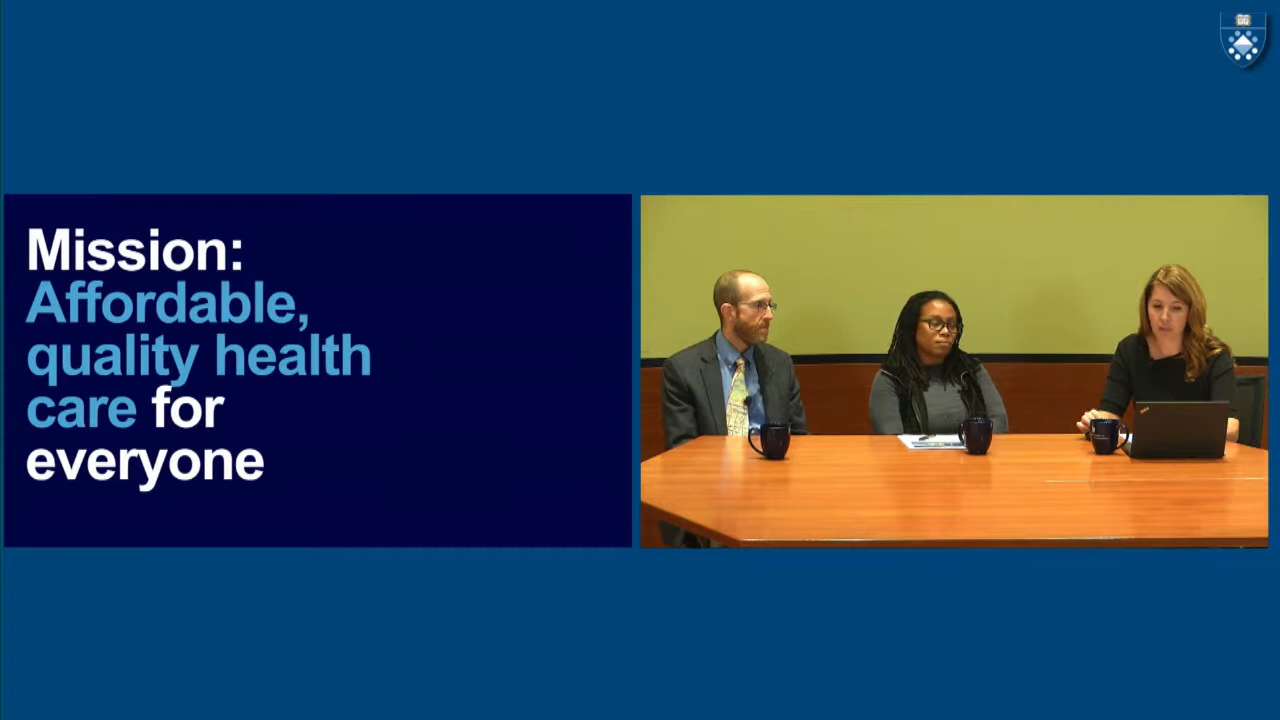 Mission:
Affordable,
quality health
care for
everyone